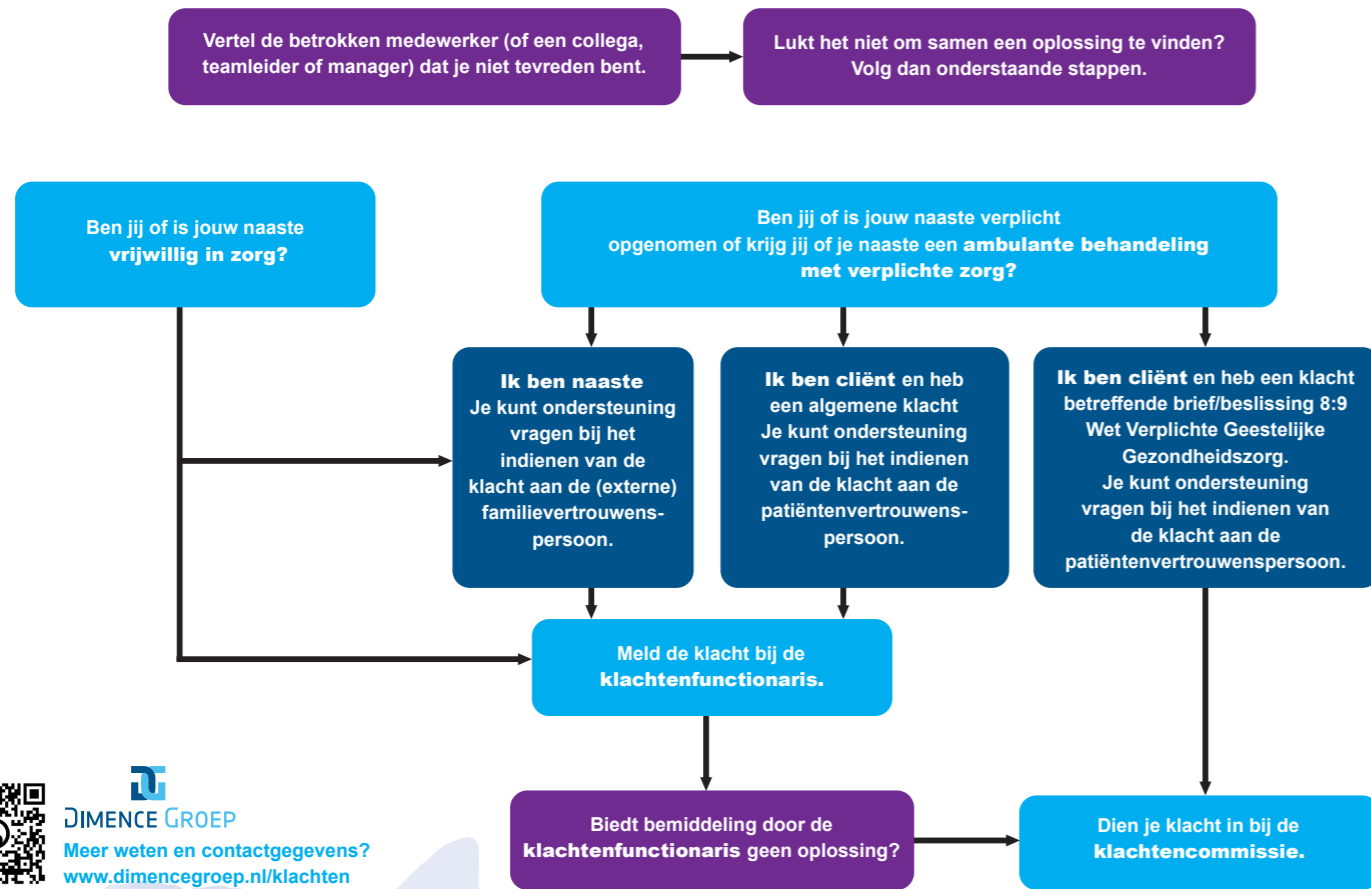 Vertel de betrokken medewerker (of een collega,
teamleider of manager) dat je niet tevreden bent.
Lukt het niet om samen een oplossing te vinden?
Volg dan onderstaande stappen.
Ben jij of is jouw naaste
vrijwillig in zorg?
Ben jij of is jouw naaste verplicht
opgenomen of krijg jij of je naaste een ambulante behandeling
met verplichte zorg?
Ik ben naaste
Je kunt ondersteuning
vragen bij het
indienen van de
klacht aan de (externe)
familievertrouwens-
persoon.
Ik ben cliënt en heb
een algemene klacht
Je kunt ondersteuning
vragen bij het indienen
van de klacht aan de
patiëntenvertrouwens-
persoon.
Ik ben cliënt en heb een klacht
betreffende brief/beslissing 8:9
Wet Verplichte Geestelijke
Gezondheidszorg.
Je kunt ondersteuning
vragen bij het indienen van
de klacht aan de
patiëntenvertrouwenspersoon.
Meld de klacht bij de
klachtenfunctionaris.
Biedt bemiddeling door de
klachtenfunctionaris geen oplossing?
Dien je klacht in bij de
klachtencommissie.
DIMENCE GROEP
Meer weten en contactgegevens?
www.dimencegroep.nl/klachten